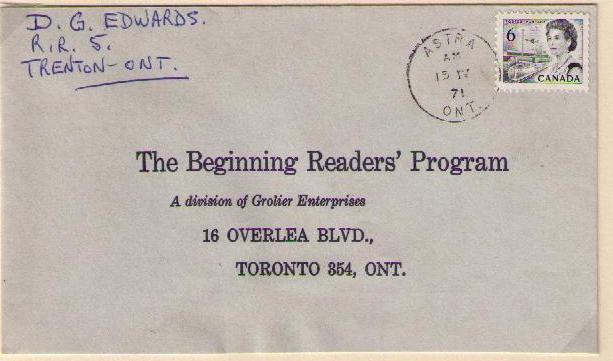 D. G. EDWARDS.
R.R. 5.
TRENTON-ONT.
ASTRA
AM
15 IV
71
ONT.
6
CANADA
The Beginning Readers' Program
A division of Grolier Enterprises
16 OVERLEA BLVD.,
TORONTO 354, ONT.